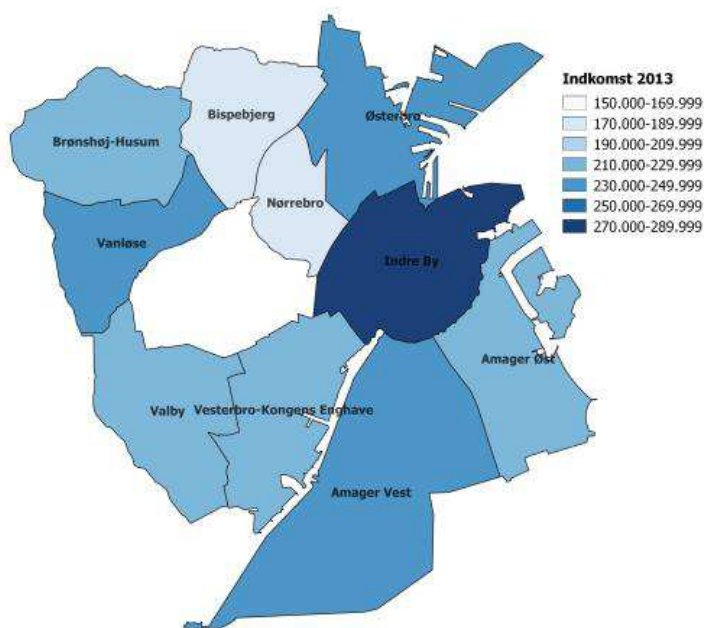 Indkomst 2013
150.000-169.999
170.000-189.999
190.000-209.999
210.000-229.999
230.000-249.999
250.000-269.999
270.000-289.999
Bispebjerg
Østerbro
Brønshøj-Husum
Nørrebro
Vanløse
Indre By
Amager Øst
Valby
Vesterbro-Kongens Enghave
Amager Vest